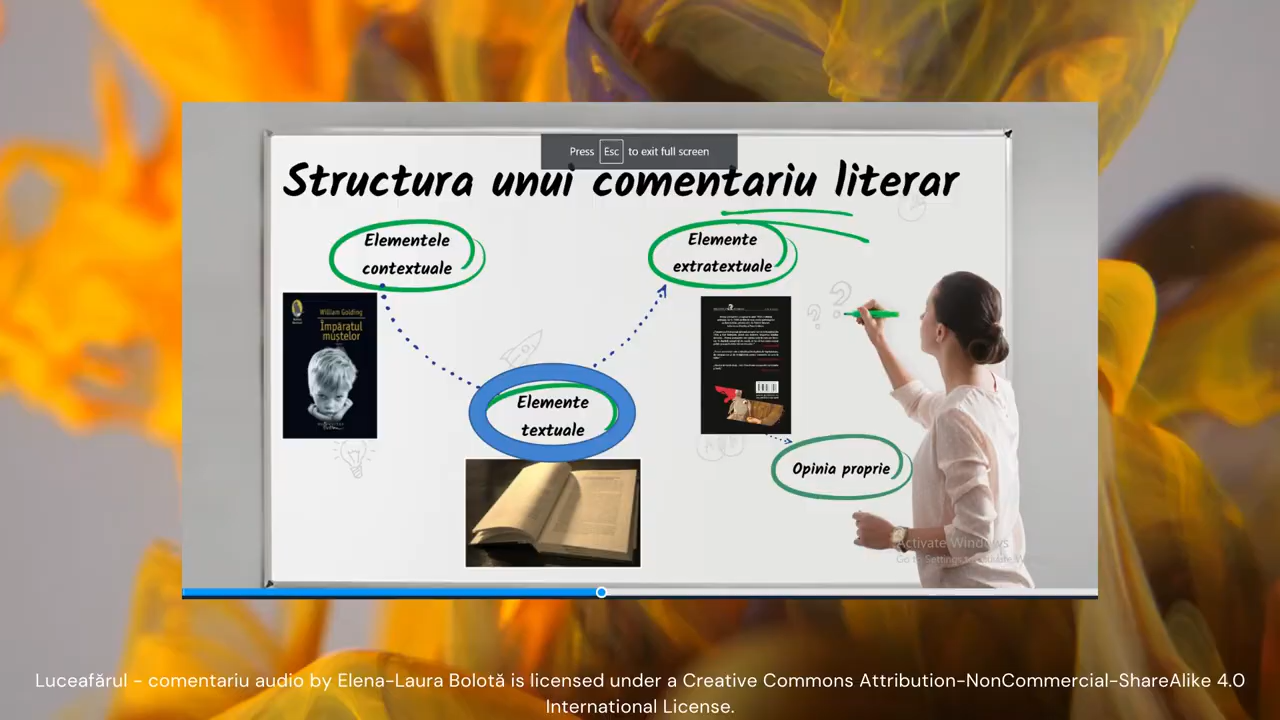 Press Esc to exit full screen
Structura unui comentariu literar
Elementele
contextuale
Elemente
extratextuale
William Golding
Împăratul
muștelor
Elemente
textuale
Opinia proprie
Activate Windows
Luceafărul - comentariu audio by Elena-Laura Bolotă is licensed under a Creative Commons Attribution-NonCommercial-ShareAlike 4.0
International License.